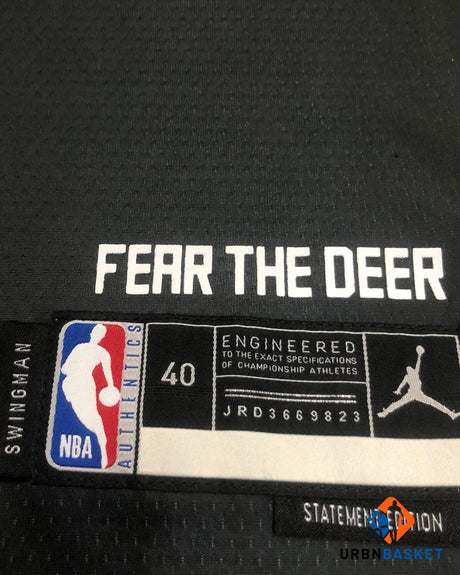 FEAR THE DEER
SWINGMAN
NBA
AUTHENTICS
40
ENGINEERED
TO THE EXACT SPECIFICATIONS
OF CHAMPIONSHIP ATHLETES
JRD3669823
STATEMENT EDITION
URBNBASKET